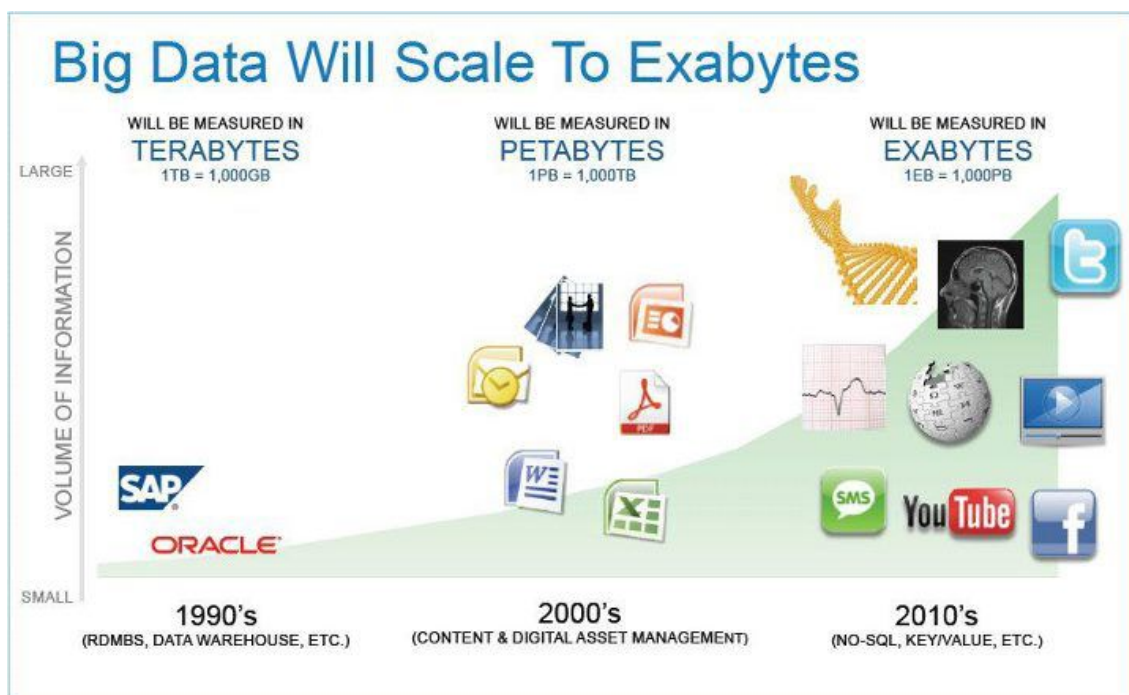 Big Data Will Scale To Exabytes
WILL BE MEASURED IN
TERABYTES
1TB = 1,000GB
WILL BE MEASURED IN
PETABYTES
1PB = 1,000TB
WILL BE MEASURED IN
EXABYTES
1EB = 1,000PB
LARGE
VOLUME OF INFORMATION
SMALL
SAP
ORACLE
PDF
W
X
t
SMS
YouTube
f
1990's
(RDMBS, DATA WAREHOUSE, ETC.)
2000's
(CONTENT & DIGITAL ASSET MANAGEMENT)
2010's
(NO-SQL, KEY/VALUE, ETC.)